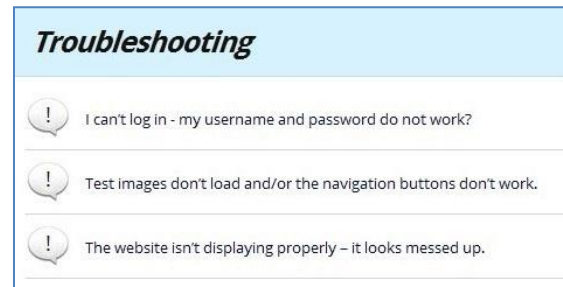 Troubleshooting
! I can't log in - my username and password do not work?
! Test images don't load and/or the navigation buttons don't work.
! The website isn't displaying properly – it looks messed up.